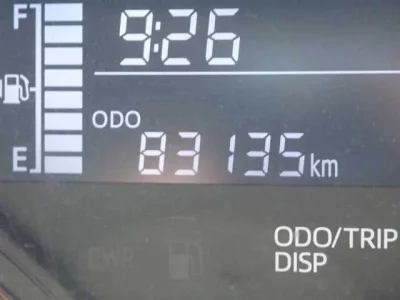 F
9:26
ODO
83135km
E
ODO/TRIP
DISP